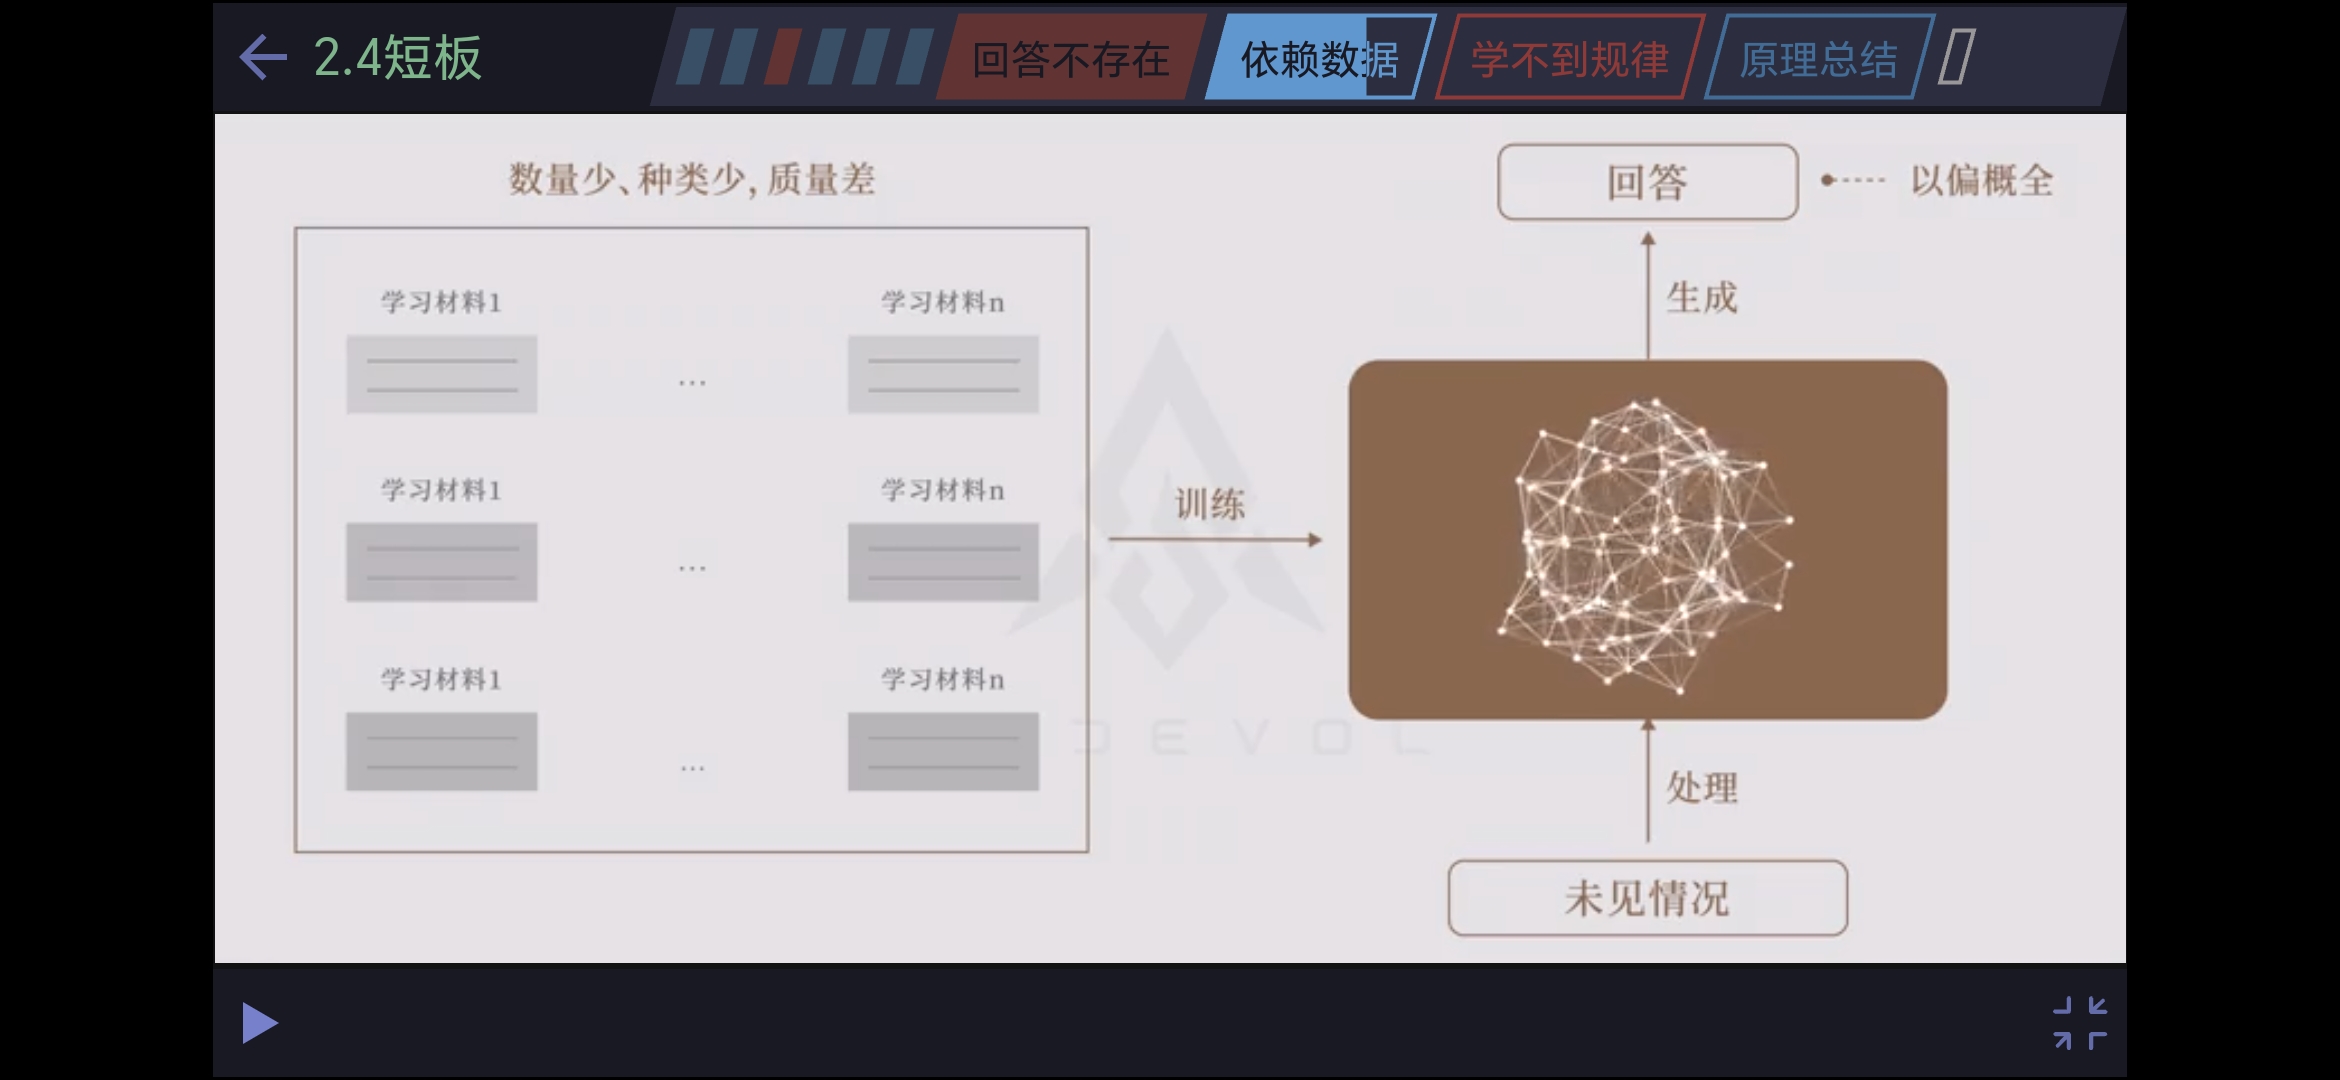 2.4短板
回答不存在
依赖数据
学不到规律
原理总结
数量少、种类少,质量差
学习材料1
学习材料n
...
学习材料1
学习材料n
...
学习材料1
学习材料n
...
训练
回答
以偏概全
生成
处理
未见情况
DEVOL